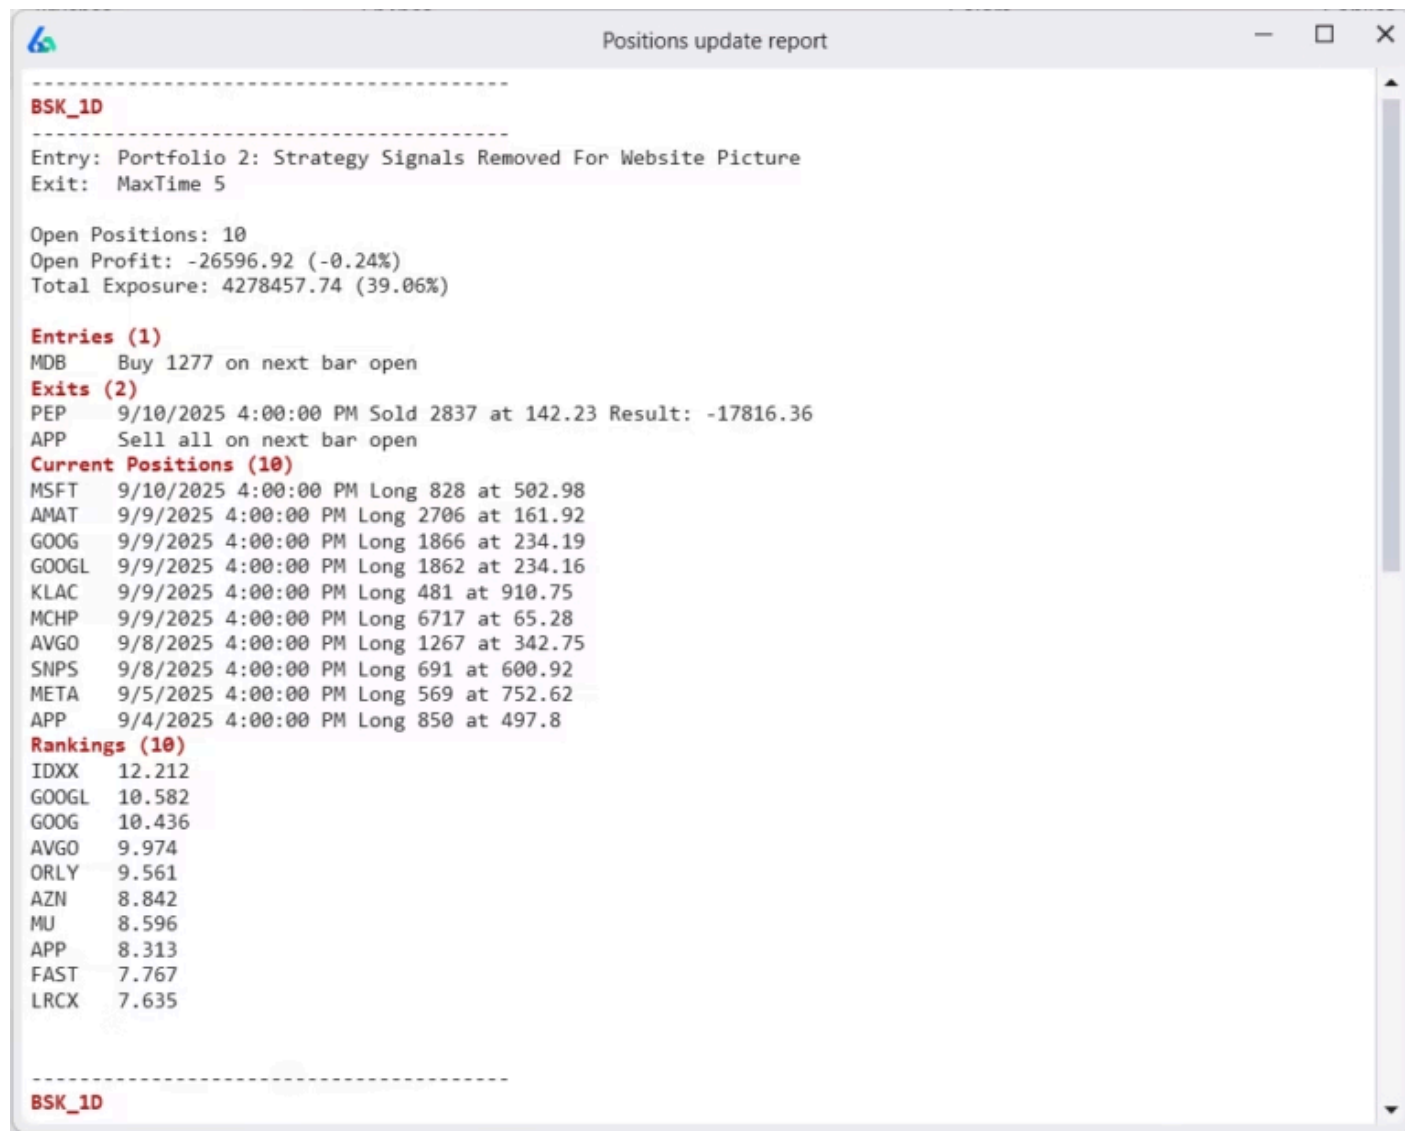 Positions update report
----------------------------------------
BSK_1D
----------------------------------------
Entry: Portfolio 2: Strategy Signals Removed For Website Picture
Exit: MaxTime 5
Open Positions: 10
Open Profit: -26596.92 (-0.24%)
Total Exposure: 4278457.74 (39.06%)
Entries (1)
MDB Buy 1277 on next bar open
Exits (2)
PEP 9/10/2025 4:00:00 PM Sold 2837 at 142.23 Result: -17816.36
APP Sell all on next bar open
Current Positions (10)
MSFT 9/10/2025 4:00:00 PM Long 828 at 502.98
AMAT 9/9/2025 4:00:00 PM Long 2706 at 161.92
GOOG 9/9/2025 4:00:00 PM Long 1866 at 234.19
GOOGL 9/9/2025 4:00:00 PM Long 1862 at 234.16
KLAC 9/9/2025 4:00:00 PM Long 481 at 910.75
MCHP 9/9/2025 4:00:00 PM Long 6717 at 65.28
AVGO 9/8/2025 4:00:00 PM Long 1267 at 342.75
SNPS 9/8/2025 4:00:00 PM Long 691 at 600.92
META 9/5/2025 4:00:00 PM Long 569 at 752.62
APP 9/4/2025 4:00:00 PM Long 850 at 497.8
Rankings (10)
IDXX 12.212
GOOGL 10.582
GOOG 10.436
AVGO 9.974
ORLY 9.561
AZN 8.842
MU 8.596
APP 8.313
FAST 7.767
LRCX 7.635
----------------------------------------
BSK_1D